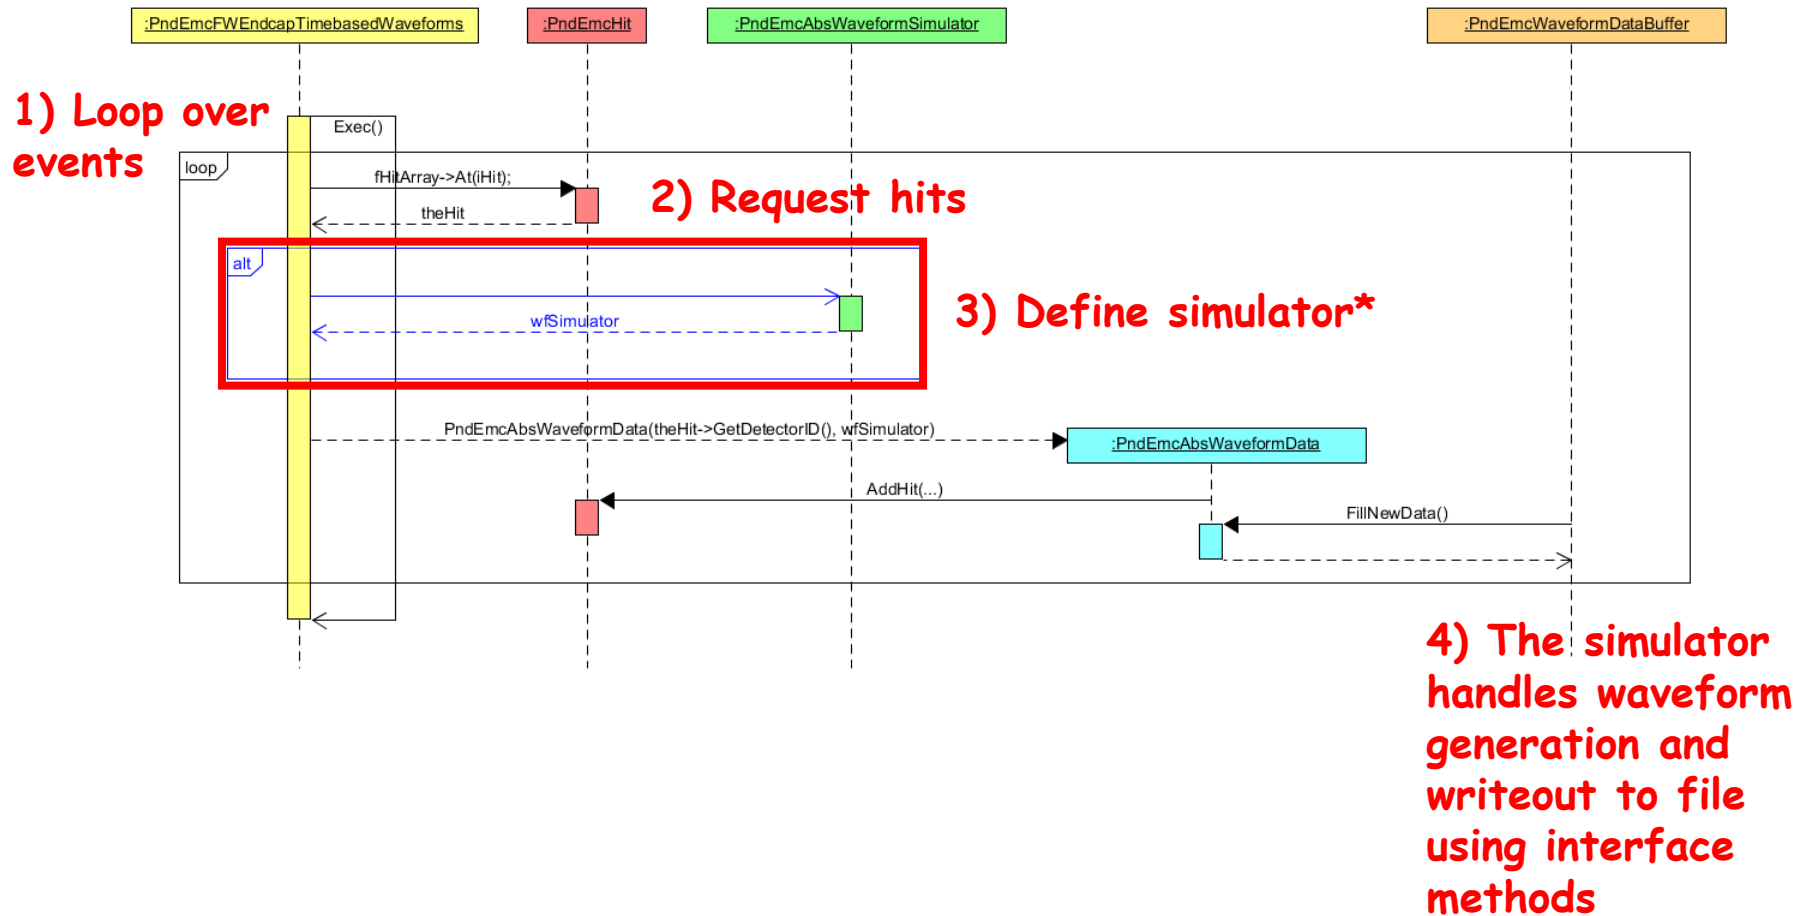 :PndEmcFWEndcapTimebasedWaveforms
:PndEmcHit
:PndEmcAbsWaveformSimulator
:PndEmcWaveformDataBuffer
1) Loop over
events
Exec()
loop
fHitArray->At(iHit);
theHit
2) Request hits
alt
wfSimulator
3) Define simulator*
PndEmcAbsWaveformData(theHit->GetDetectorID(), wfSimulator)
:PndEmcAbsWaveformData
AddHit(...)
FillNewData()
4) The simulator
handles waveform
generation and
writeout to file
using interface
methods